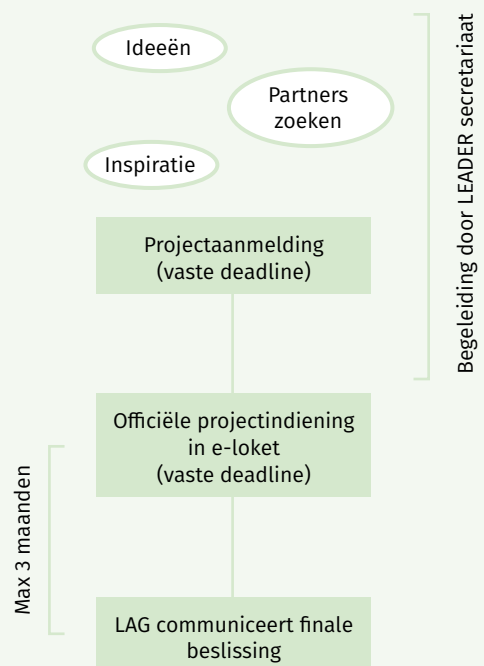 Ideeën
Partners
zoeken
Inspiratie
Projectaanmelding
(vaste deadline)
Begeleiding door LEADER secretariaat
Officiële projectindiening
in e-loket
(vaste deadline)
Max 3 maanden
LAG communiceert finale
beslissing